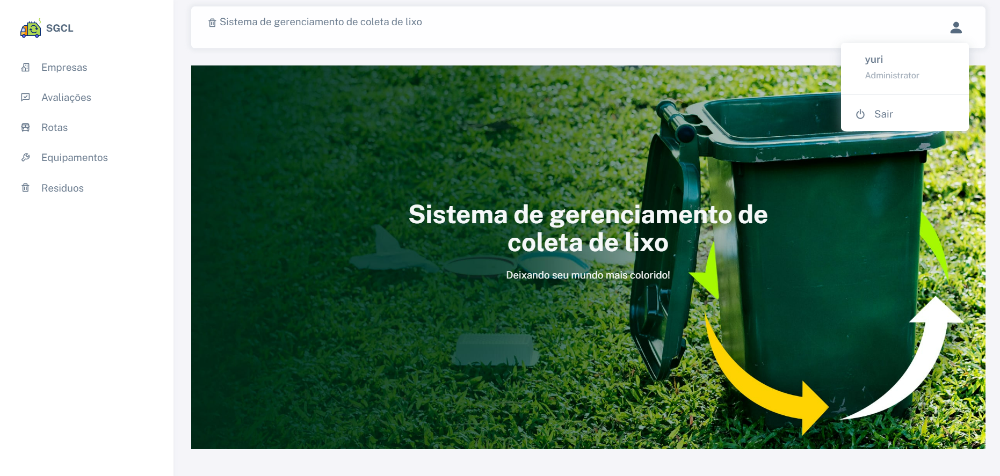 SGCL
Empresas
Avaliações
Rotas
Equipamentos
Residuos
Sistema de gerenciamento de coleta de lixo
yuri
Administrator
Sair
Sistema de gerenciamento de
coleta de lixo
Deixando seu mundo mais colorido!